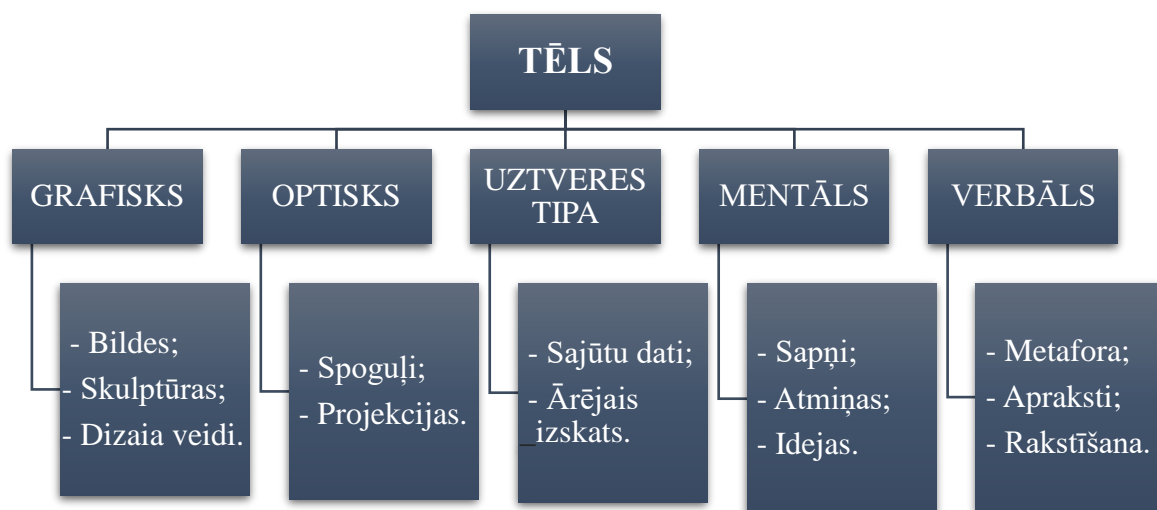 TĒLS
GRAFISKS
OPTISKS
UZTVERES
TIPA
MENTĀLS
VERBĀLS
- Bildes;
- Skulptūras;
- Dizaia veidi.
- Spoguļi;
- Projekcijas.
- Sajūtu dati;
- Ārējais
_izskats.
- Sapņi;
- Atmiņas;
- Idejas.
- Metafora;
- Apraksti;
- Rakstīšana.